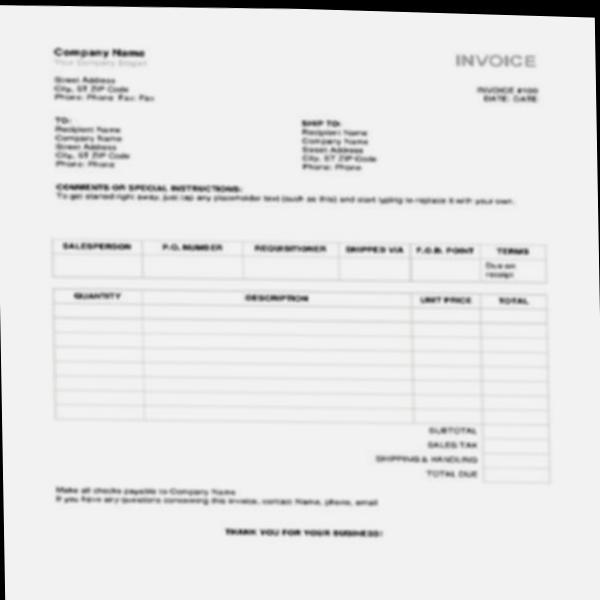 Company Name
Your Company Slogan
INVOICE
Street Address
City, ST ZIP Code
Phone: Phone Fax: Fax
INVOICE #100
DATE: DATE
TO:
Recipient Name
Company Name
Street Address
City, ST ZIP Code
Phone: Phone
SHIP TO:
Recipient Name
Company Name
Street Address
City, ST ZIP Code
Phone: Phone
COMMENTS OR SPECIAL INSTRUCTIONS:
To get started right away, just tap any placeholder text (such as this) and start typing to replace it with your own.
SALESPERSON P.O. NUMBER REQUISITIONER SHIPPED VIA F.O.B. POINT TERMS
Due on
receipt
QUANTITY DESCRIPTION UNIT PRICE TOTAL
SUBTOTAL
SALES TAX
SHIPPING & HANDLING
TOTAL DUE
Make all checks payable to Company Name
If you have any questions concerning this invoice, contact Name, phone, email
THANK YOU FOR YOUR BUSINESS!